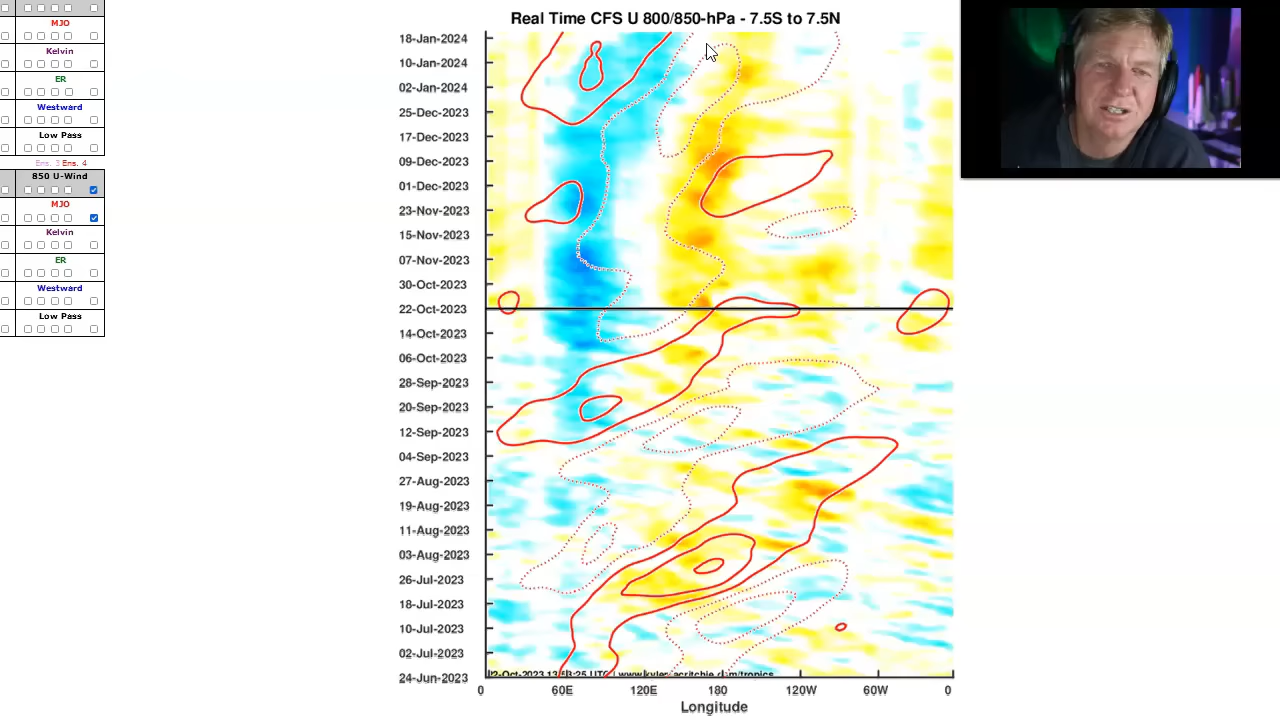 MJO
Kelvin
ER
Westward
Low Pass
Ens. 3 Ens. 4
850 U-Wind
MJO
Kelvin
ER
Westward
Low Pass
Real Time CFS U 800/850-hPa - 7.5S to 7.5N
18-Jan-2024
10-Jan-2024
02-Jan-2024
25-Dec-2023
17-Dec-2023
09-Dec-2023
01-Dec-2023
23-Nov-2023
15-Nov-2023
07-Nov-2023
30-Oct-2023
22-Oct-2023
14-Oct-2023
06-Oct-2023
28-Sep-2023
20-Sep-2023
12-Sep-2023
04-Sep-2023
27-Aug-2023
19-Aug-2023
11-Aug-2023
03-Aug-2023
26-Jul-2023
18-Jul-2023
10-Jul-2023
02-Jul-2023
24-Jun-2023
0 60E 120E 180 120W 60W 0
Longitude